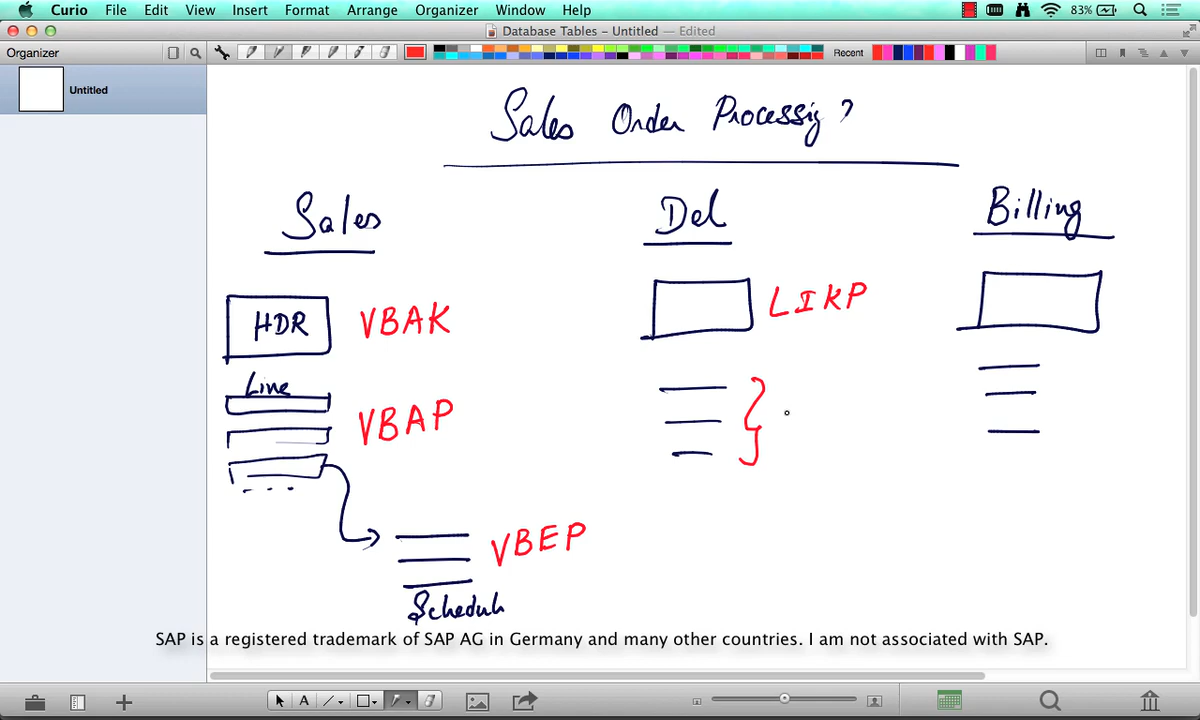 Curio File Edit View Insert Format Arrange Organizer Window Help 83%
Database Tables – Untitled — Edited
Organizer Recent
Untitled
Sales Order Processig ?
Sales Del Billing
HDR VBAK LIKP
Line
VBAP
VBEP
Schedul
SAP is a registered trademark of SAP AG in Germany and many other countries. I am not associated with SAP.
A